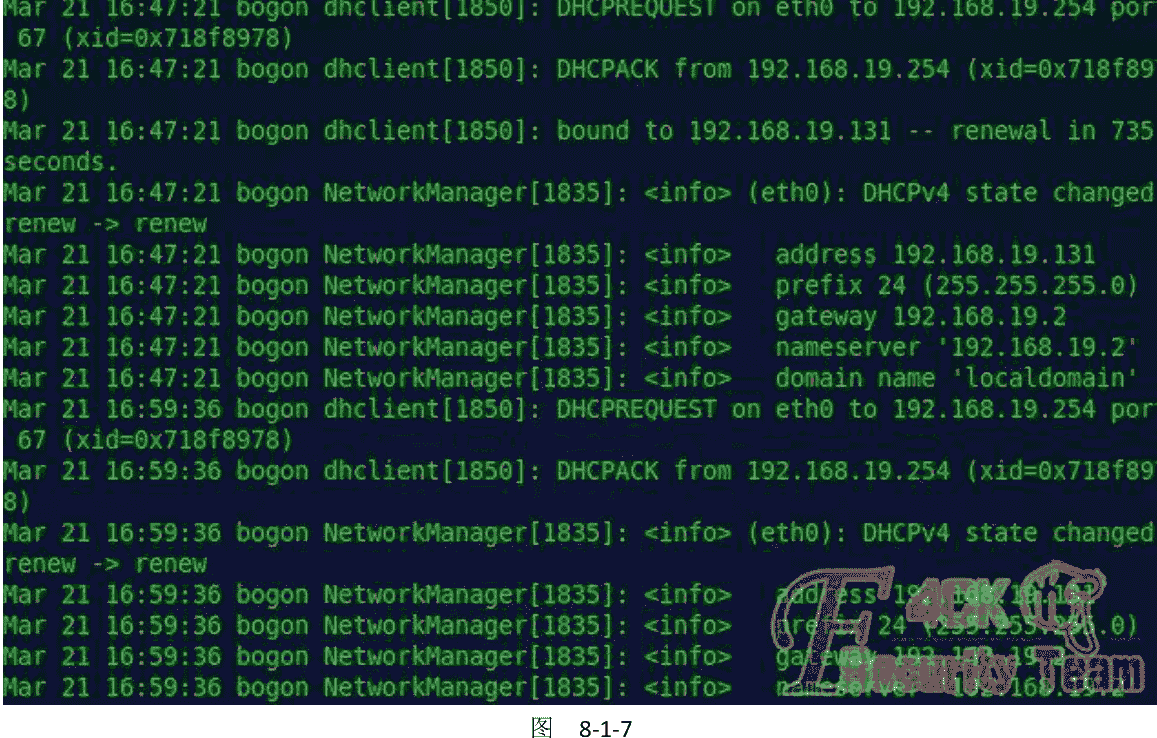 Mar 21 16:47:21 bogon dhclient[1850]: DHCPREQUEST on eth0 to 192.168.19.254 por
 67 (xid=0x718f8978)
Mar 21 16:47:21 bogon dhclient[1850]: DHCPACK from 192.168.19.254 (xid=0x718f89
8)
Mar 21 16:47:21 bogon dhclient[1850]: bound to 192.168.19.131 -- renewal in 735
seconds.
Mar 21 16:47:21 bogon NetworkManager[1835]: <info> (eth0): DHCPv4 state changed
renew -> renew
Mar 21 16:47:21 bogon NetworkManager[1835]: <info>   address 192.168.19.131
Mar 21 16:47:21 bogon NetworkManager[1835]: <info>   prefix 24 (255.255.255.0)
Mar 21 16:47:21 bogon NetworkManager[1835]: <info>   gateway 192.168.19.2
Mar 21 16:47:21 bogon NetworkManager[1835]: <info>   nameserver '192.168.19.2'
Mar 21 16:47:21 bogon NetworkManager[1835]: <info>   domain name 'localdomain'
Mar 21 16:59:36 bogon dhclient[1850]: DHCPREQUEST on eth0 to 192.168.19.254 por
 67 (xid=0x718f8978)
Mar 21 16:59:36 bogon dhclient[1850]: DHCPACK from 192.168.19.254 (xid=0x718f89
8)
Mar 21 16:59:36 bogon NetworkManager[1835]: <info> (eth0): DHCPv4 state changed
renew -> renew
Mar 21 16:59:36 bogon NetworkManager[1835]: <info>   address
Mar 21 16:59:36 bogon NetworkManager[1835]: <info>   prefix 24
Mar 21 16:59:36 bogon NetworkManager[1835]: <info>   gateway
Mar 21 16:59:36 bogon NetworkManager[1835]: <info>   nameserver
Security Team
图 8-1-7